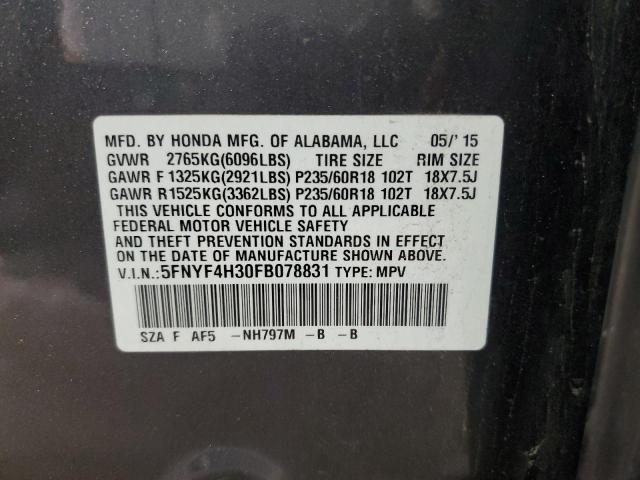 MFD. BY HONDA MFG. OF ALABAMA, LLC 05/'15
GVWR 2765KG(6096LBS) TIRE SIZE RIM SIZE
GAWR F 1325KG(2921LBS) P235/60R18 102T 18X7.5J
GAWR R 1525KG(3362LBS) P235/60R18 102T 18X7.5J
THIS VEHICLE CONFORMS TO ALL APPLICABLE
FEDERAL MOTOR VEHICLE SAFETY
AND THEFT PREVENTION STANDARDS IN EFFECT
ON THE DATE OF MANUFACTURE SHOWN ABOVE.
V.I.N.:5FNYF4H30FB078831 TYPE: MPV
SZA F AF5 -NH797M -B -B